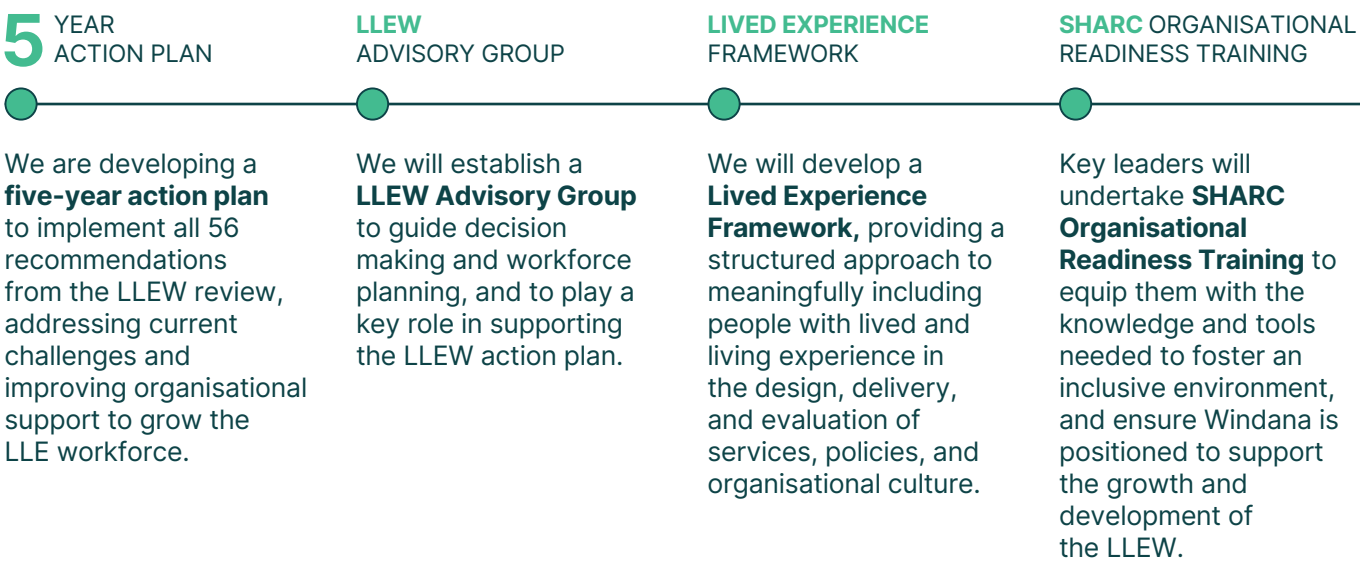 5 YEAR
ACTION PLAN
We are developing a
five-year action plan
to implement all 56
recommendations
from the LLEW review,
addressing current
challenges and
improving organisational
support to grow the
LLE workforce.
LLEW
ADVISORY GROUP
We will establish a
LLEW Advisory Group
to guide decision
making and workforce
planning, and to play a
key role in supporting
the LLEW action plan.
LIVED EXPERIENCE
FRAMEWORK
We will develop a
Lived Experience
Framework, providing a
structured approach to
meaningfully including
people with lived and
living experience in
the design, delivery,
and evaluation of
services, policies, and
organisational culture.
SHARC ORGANISATIONAL
READINESS TRAINING
Key leaders will
undertake SHARC
Organisational
Readiness Training to
equip them with the
knowledge and tools
needed to foster an
inclusive environment,
and ensure Windana is
positioned to support
the growth and
development of
the LLEW.